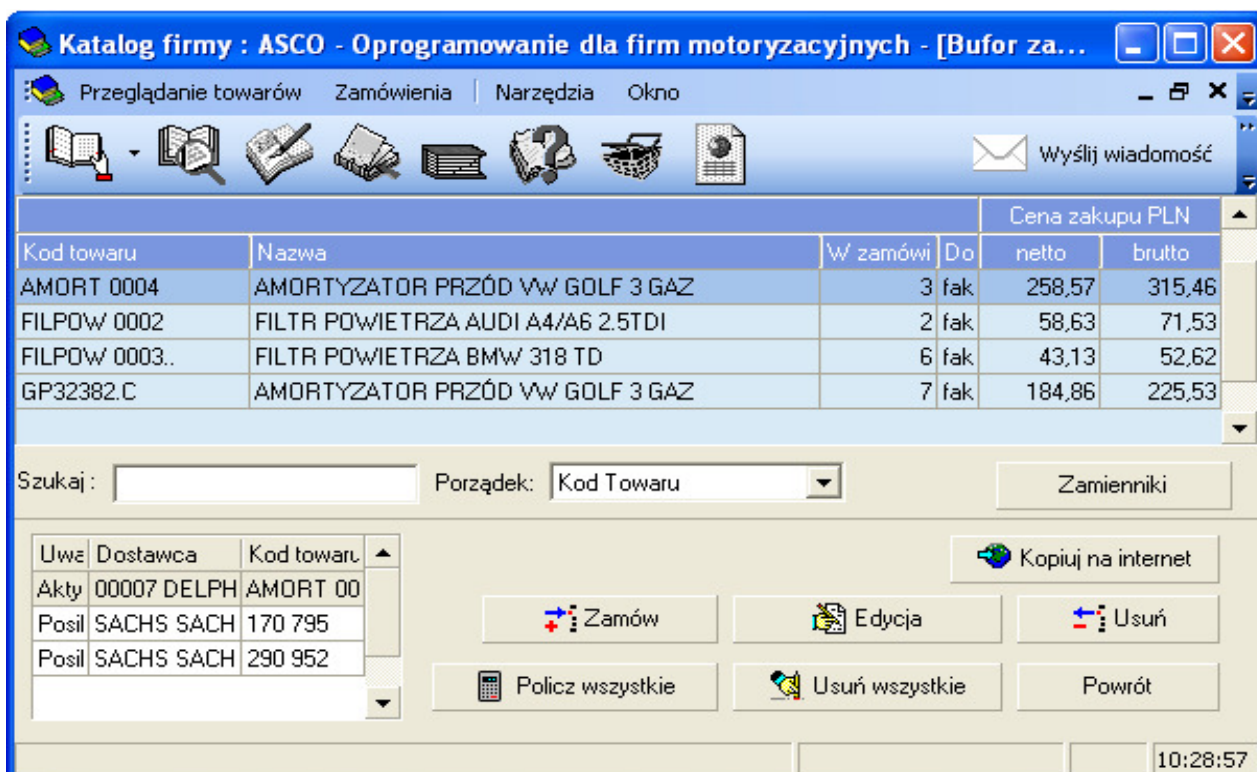 Katalog firmy : ASCO - Oprogramowanie dla firm motoryzacyjnych - [Bufor za...
Przeglądanie towarów Zamówienia Narzędzia Okno
Wyślij wiadomość
Cena zakupu PLN
Kod towaru Nazwa W zamówi Do netto brutto
AMORT 0004 AMORTYZATOR PRZÓD VW GOLF 3 GAZ 3 fak 258,57 315,46
FILPOW 0002 FILTR POWIETRZA AUDI A4/A6 2.5TDI 2 fak 58,63 71,53
FILPOW 0003.. FILTR POWIETRZA BMW 318 TD 6 fak 43,13 52,62
GP32382.C AMORTYZATOR PRZÓD VW GOLF 3 GAZ 7 fak 184,86 225,53
Szukaj : Porządek: Kod Towaru Zamienniki
Uwa Dostawca Kod towaru
Akty 00007 DELPH AMORT 00
Posil SACHS SACH 170 795
Posil SACHS SACH 290 952
Kopiuj na internet
Zamów Edycja Usuń
Policz wszystkie Usuń wszystkie Powrót
10:28:57